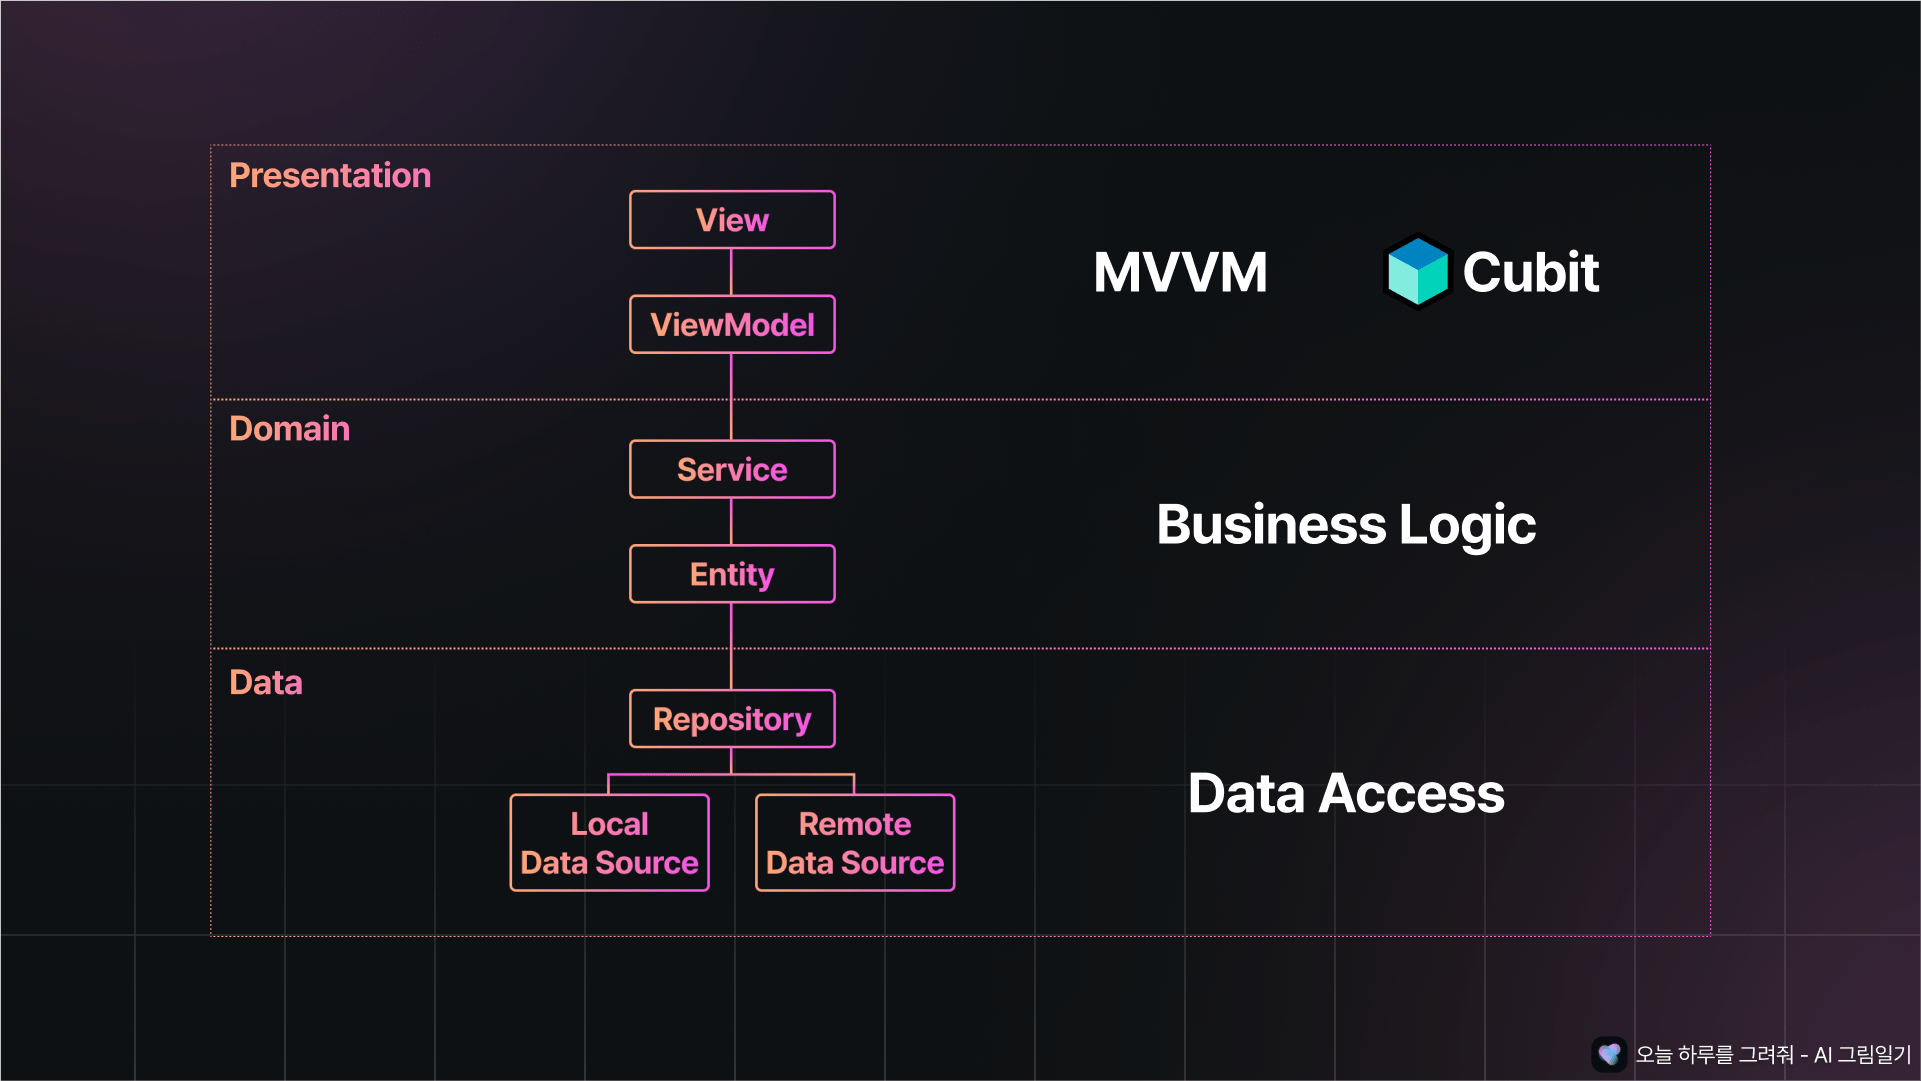 Presentation
View
ViewModel
MVVM
Cubit
Domain
Service
Entity
Business Logic
Data
Repository
Local
Data Source
Remote
Data Source
Data Access
오늘 하루를 그려줘 - AI 그림일기